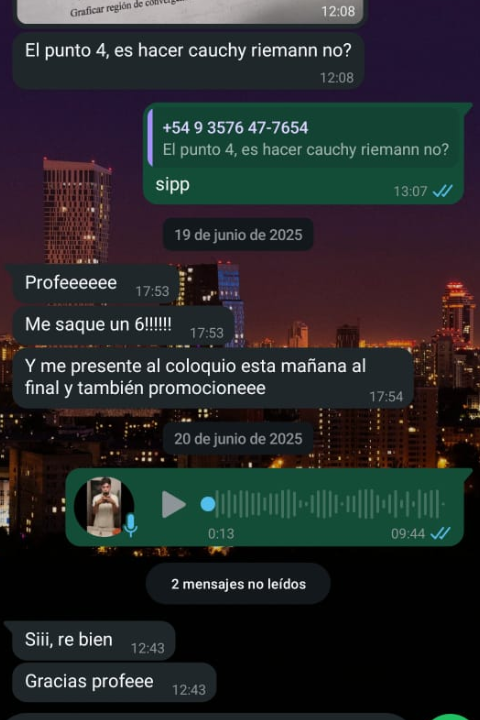 Graficar región de
12:08
El punto 4, es hacer cauchy riemann no?
12:08
+54 9 3576 47-7654
El punto 4, es hacer cauchy riemann no?
sipp
13:07
19 de junio de 2025
Profeeeeee
17:53
Me saque un 6!!!!!!
17:53
Y me presente al coloquio esta mañana al
final y también promocioneee
17:54
20 de junio de 2025
0:13
09:44
2 mensajes no leídos
Siii, re bien
12:43
Gracias profeee
12:43